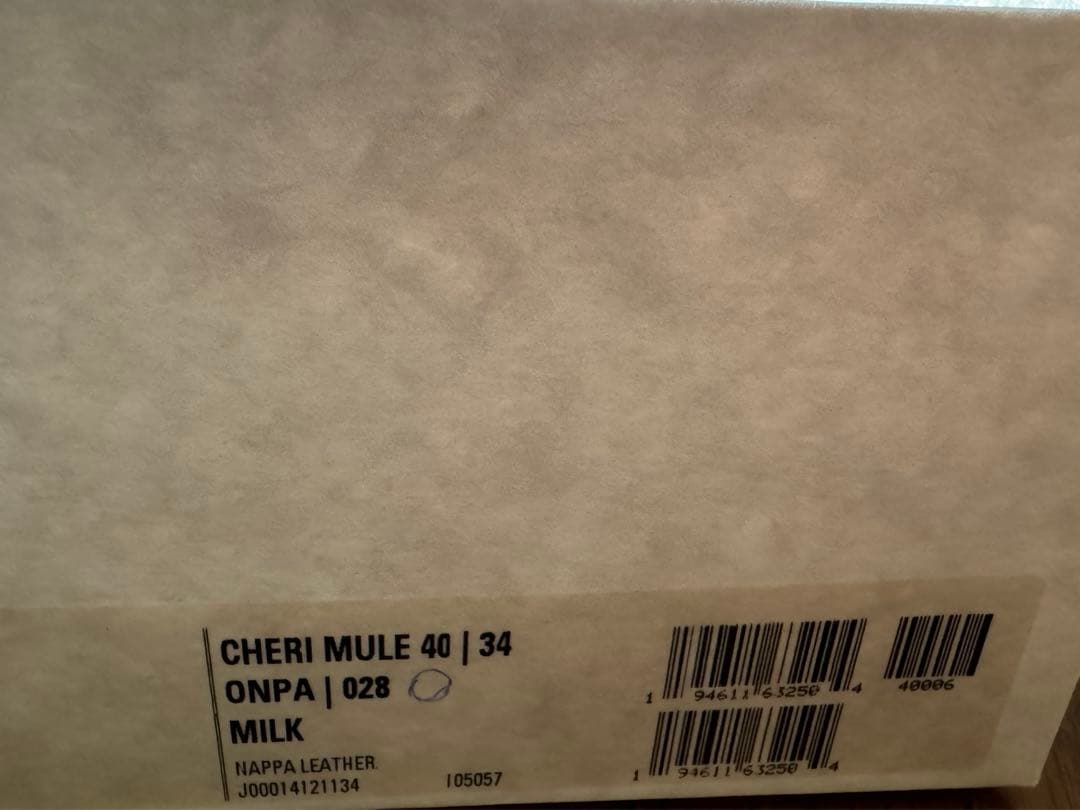 CHERI MULE 40 | 34
ONPA | 028
MILK
NAPPA LEATHER
J00014121134
I05057
1 94611 63250 4
40006
1 94611 63250 4